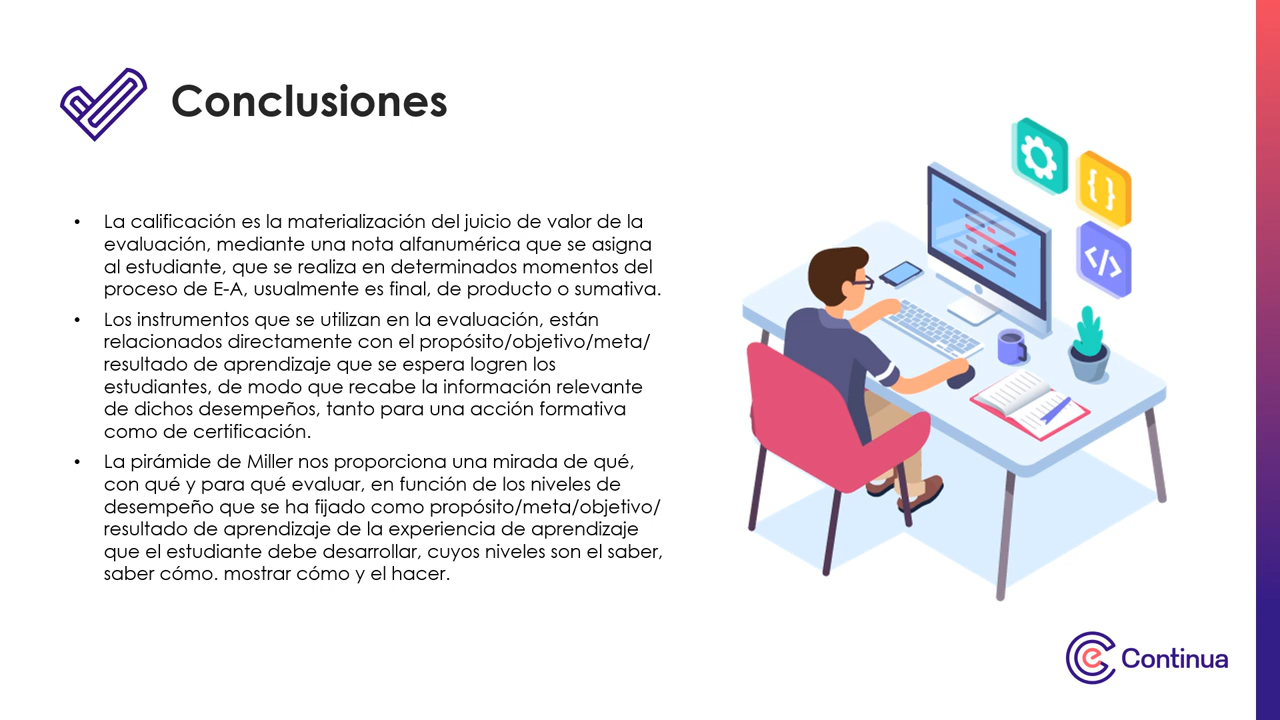 Conclusiones
• La calificación es la materialización del juicio de valor de la
evaluación, mediante una nota alfanumérica que se asigna
al estudiante, que se realiza en determinados momentos del
proceso de E-A, usualmente es final, de producto o sumativa.
• Los instrumentos que se utilizan en la evaluación, están
relacionados directamente con el propósito/objetivo/meta/
resultado de aprendizaje que se espera logren los
estudiantes, de modo que recabe la información relevante
de dichos desempeños, tanto para una acción formativa
como de certificación.
• La pirámide de Miller nos proporciona una mirada de qué,
con qué y para qué evaluar, en función de los niveles de
desempeño que se ha fijado como propósito/meta/objetivo/
resultado de aprendizaje de la experiencia de aprendizaje
que el estudiante debe desarrollar, cuyos niveles son el saber,
saber cómo. mostrar cómo y el hacer.
{ }
</>
e Continua